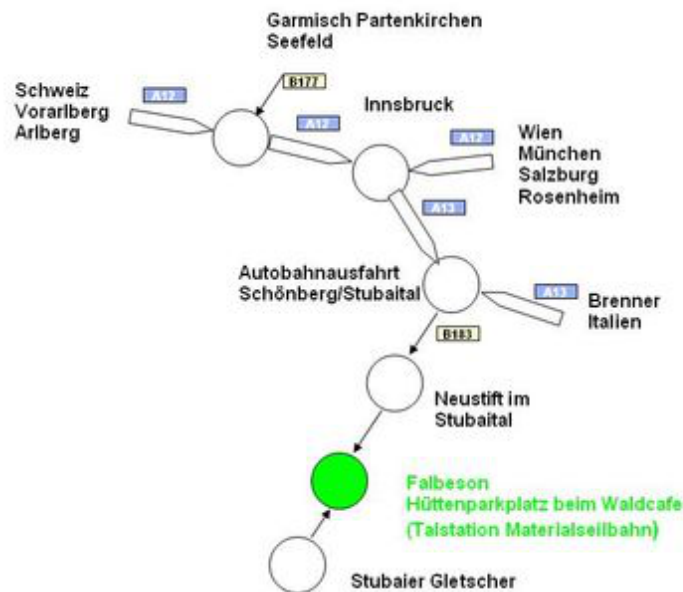 Garmisch Partenkirchen
Seefeld
B177
Schweiz
Vorarlberg
Arlberg
A12
A12
Innsbruck
A12
Wien
München
Salzburg
Rosenheim
A13
Autobahnausfahrt
Schönberg/Stubaital
A13
Brenner
Italien
B183
Neustift im
Stubaital
Falbeson
Hüttenparkplatz beim Waldcafe
(Talstation Materialseilbahn)
Stubaier Gletscher